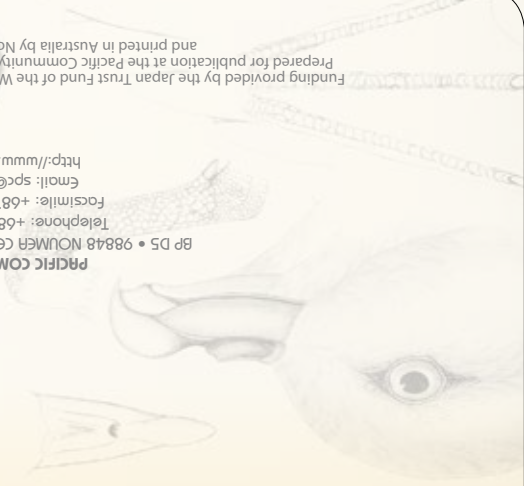 PACIFIC COM
BP D5 • 98848 NOUMEA CE
Telephone: +68
Facsimile: +68
Email: spc@
http://www.
Funding provided by the Japan Trust Fund of the W
Prepared for publication at the Pacific Community
and printed in Australia by No